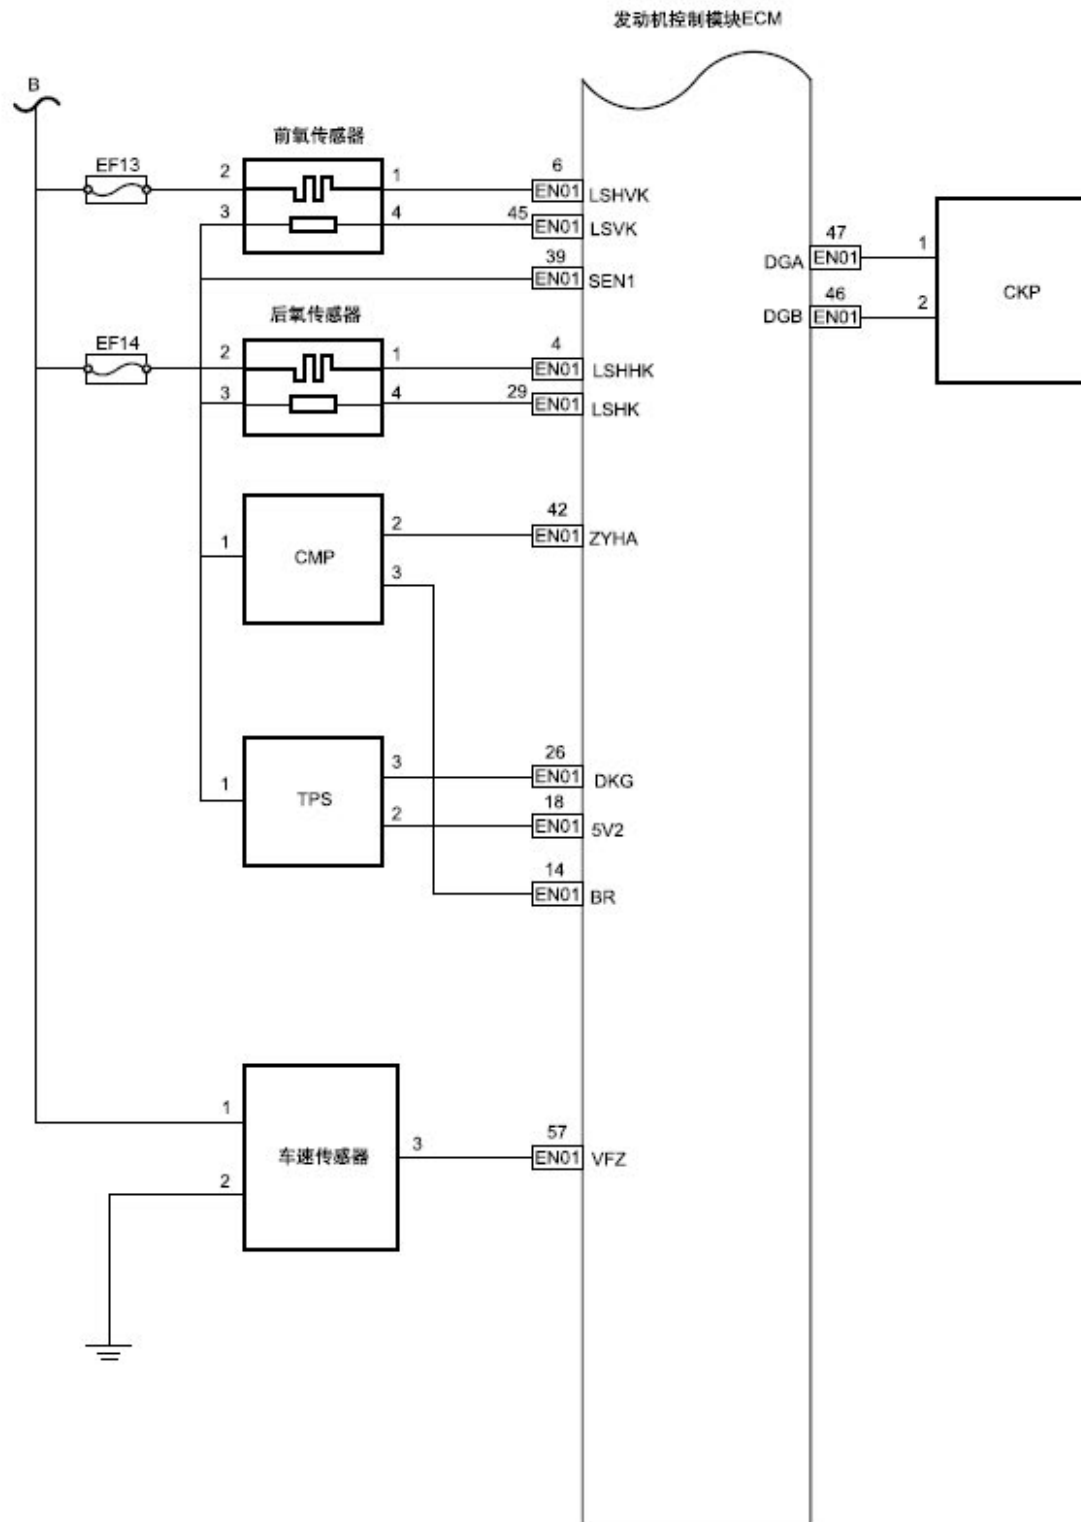 发动机控制模块ECM
B
前氧传感器
EF13
2
1
6
EN01
LSHVK
3
4
45
EN01
LSVK
39
EN01
SEN1
47
DGA
EN01
1
46
DGB
EN01
2
CKP
后氧传感器
EF14
2
1
4
EN01
LSHHK
3
4
29
EN01
LSHK
42
1
CMP
2
EN01
ZYHA
3
26
1
TPS
3
EN01
DKG
18
2
EN01
5V2
14
EN01
BR
1
57
车速传感器
3
EN01
VFZ
2